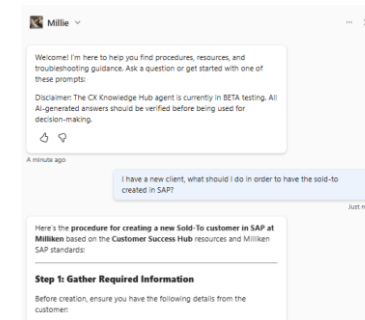 Millie
Welcome! I'm here to help you find procedures, resources, and
troubleshooting guidance. Ask a question or get started with one of
these prompts:
Disclaimer: The CX Knowledge Hub agent is currently in BETA testing. All
AI-generated answers should be verified before being used for
decision-making.
A minute ago
I have a new client, what should I do in order to have the sold-to
created in SAP?
Just
Here's the procedure for creating a new Sold-To customer in SAP at
Milliken based on the Customer Success Hub resources and Milliken
SAP standards:
Step 1: Gather Required Information
Before creation, ensure you have the following details from the
customer: